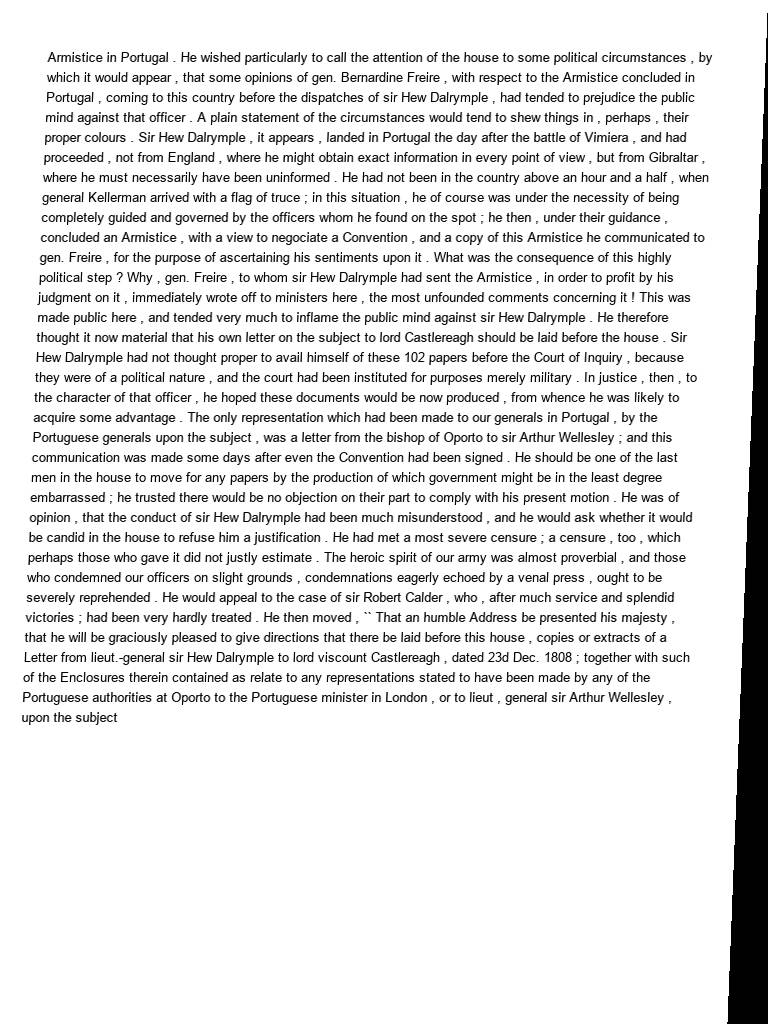 Armistice in Portugal . He wished particularly to call the attention of the house to some political circumstances , by
which it would appear , that some opinions of gen. Bernardine Freire , with respect to the Armistice concluded in
Portugal , coming to this country before the dispatches of sir Hew Dalrymple , had tended to prejudice the public
mind against that officer . A plain statement of the circumstances would tend to shew things in , perhaps , their
proper colours . Sir Hew Dalrymple , it appears , landed in Portugal the day after the battle of Vimiera , and had
proceeded , not from England , where he might obtain exact information in every point of view , but from Gibraltar ,
where he must necessarily have been uninformed . He had not been in the country above an hour and a half , when
general Kellerman arrived with a flag of truce ; in this situation , he of course was under the necessity of being
completely guided and governed by the officers whom he found on the spot ; he then , under their guidance ,
concluded an Armistice , with a view to negociate a Convention , and a copy of this Armistice he communicated to
gen. Freire , for the purpose of ascertaining his sentiments upon it . What was the consequence of this highly
political step ? Why , gen. Freire , to whom sir Hew Dalrymple had sent the Armistice , in order to profit by his
judgment on it , immediately wrote off to ministers here , the most unfounded comments concerning it ! This was
made public here , and tended very much to inflame the public mind against sir Hew Dalrymple . He therefore
thought it now material that his own letter on the subject to lord Castlereagh should be laid before the house . Sir
Hew Dalrymple had not thought proper to avail himself of these 102 papers before the Court of Inquiry , because
they were of a political nature , and the court had been instituted for purposes merely military . In justice , then , to
the character of that officer , he hoped these documents would be now produced , from whence he was likely to
acquire some advantage . The only representation which had been made to our generals in Portugal , by the
Portuguese generals upon the subject , was a letter from the bishop of Oporto to sir Arthur Wellesley ; and this
communication was made some days after even the Convention had been signed . He should be one of the last
men in the house to move for any papers by the production of which government might be in the least degree
embarrassed ; he trusted there would be no objection on their part to comply with his present motion . He was of
opinion , that the conduct of sir Hew Dalrymple had been much misunderstood , and he would ask whether it would
be candid in the house to refuse him a justification . He had met a most severe censure ; a censure , too , which
perhaps those who gave it did not justly estimate . The heroic spirit of our army was almost proverbial , and those
who condemned our officers on slight grounds , condemnations eagerly echoed by a venal press , ought to be
severely reprehended . He would appeal to the case of sir Robert Calder , who , after much service and splendid
victories ; had been very hardly treated . He then moved , `` That an humble Address be presented his majesty ,
that he will be graciously pleased to give directions that there be laid before this house , copies or extracts of a
Letter from lieut.-general sir Hew Dalrymple to lord viscount Castlereagh , dated 23d Dec. 1808 ; together with such
of the Enclosures therein contained as relate to any representations stated to have been made by any of the
Portuguese authorities at Oporto to the Portuguese minister in London , or to lieut , general sir Arthur Wellesley ,
upon the subject